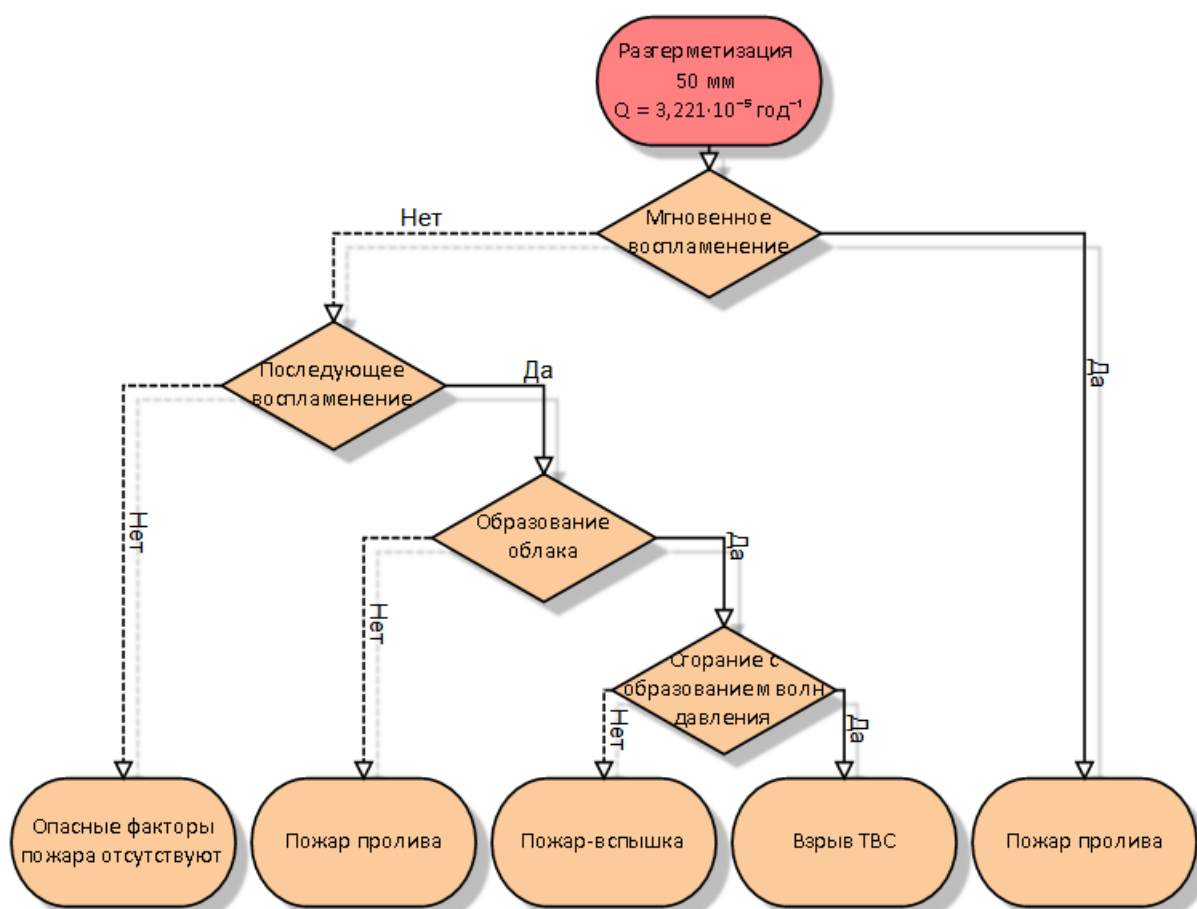 Разгерметизация
50 мм
Q = 3,221·10⁻⁵ год⁻¹
Мгновенное
воспламенение
Нет
Да
Последующее
воспламенение
Да
Нет
Образование
облака
Да
Нет
Сгорание с
образованием волн
давления
Нет
Да
Опасные факторы
пожара отсутствуют
Пожар пролива
Пожар-вспышка
Взрыв ТВС
Пожар пролива